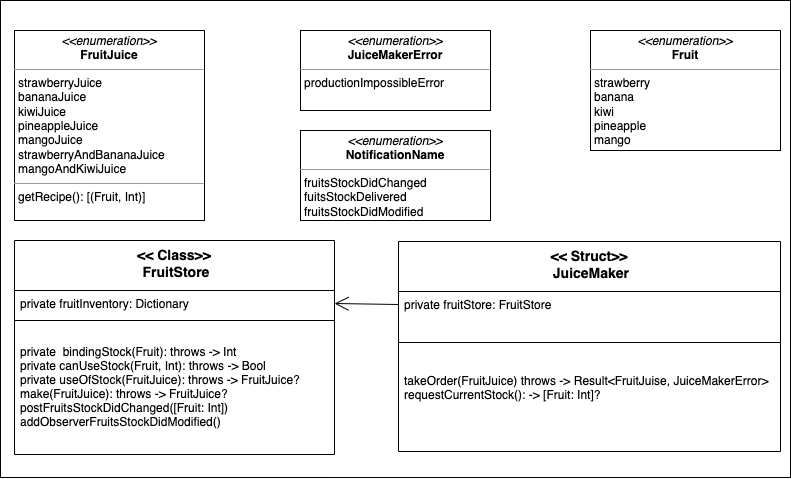 <<enumeration>>
FruitJuice
strawberryJuice
bananaJuice
kiwiJuice
pineappleJuice
mangoJuice
strawberryAndBananaJuice
mangoAndKiwiJuice
getRecipe(): [(Fruit, Int)]
<<enumeration>>
JuiceMakerError
productionImpossibleError
<<enumeration>>
NotificationName
fruitsStockDidChanged
fuitsStockDelivered
fruitsStockDidModified
<<enumeration>>
Fruit
strawberry
banana
kiwi
pineapple
mango
<< Class>>
FruitStore
private fruitInventory: Dictionary
private  bindingStock(Fruit): throws -> Int
private canUseStock(Fruit, Int): throws -> Bool
private useOfStock(FruitJuice): throws -> FruitJuice?
make(FruitJuice): throws -> FruitJuice?
postFruitsStockDidChanged([Fruit: Int])
addObserverFruitsStockDidModified()
<< Struct>>
JuiceMaker
private fruitStore: FruitStore
takeOrder(FruitJuice) throws -> Result<FruitJuise, JuiceMakerError>
requestCurrentStock(): -> [Fruit: Int]?